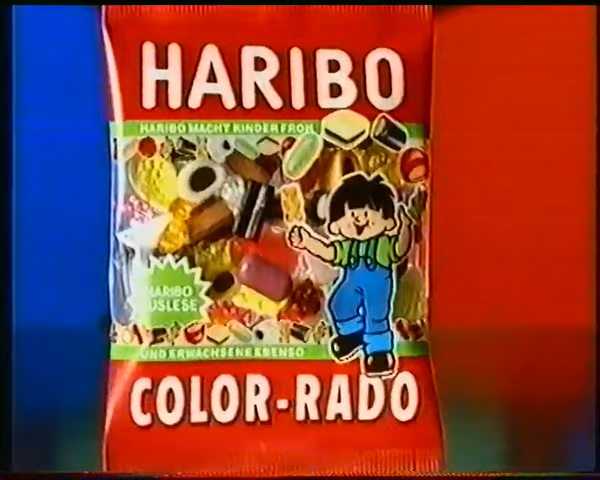 HARIBO
HARIBO MACHT KINDER FROH
HARIBO
AUSLESE
UND ERWACHSENE EBENSO
COLOR-RADO